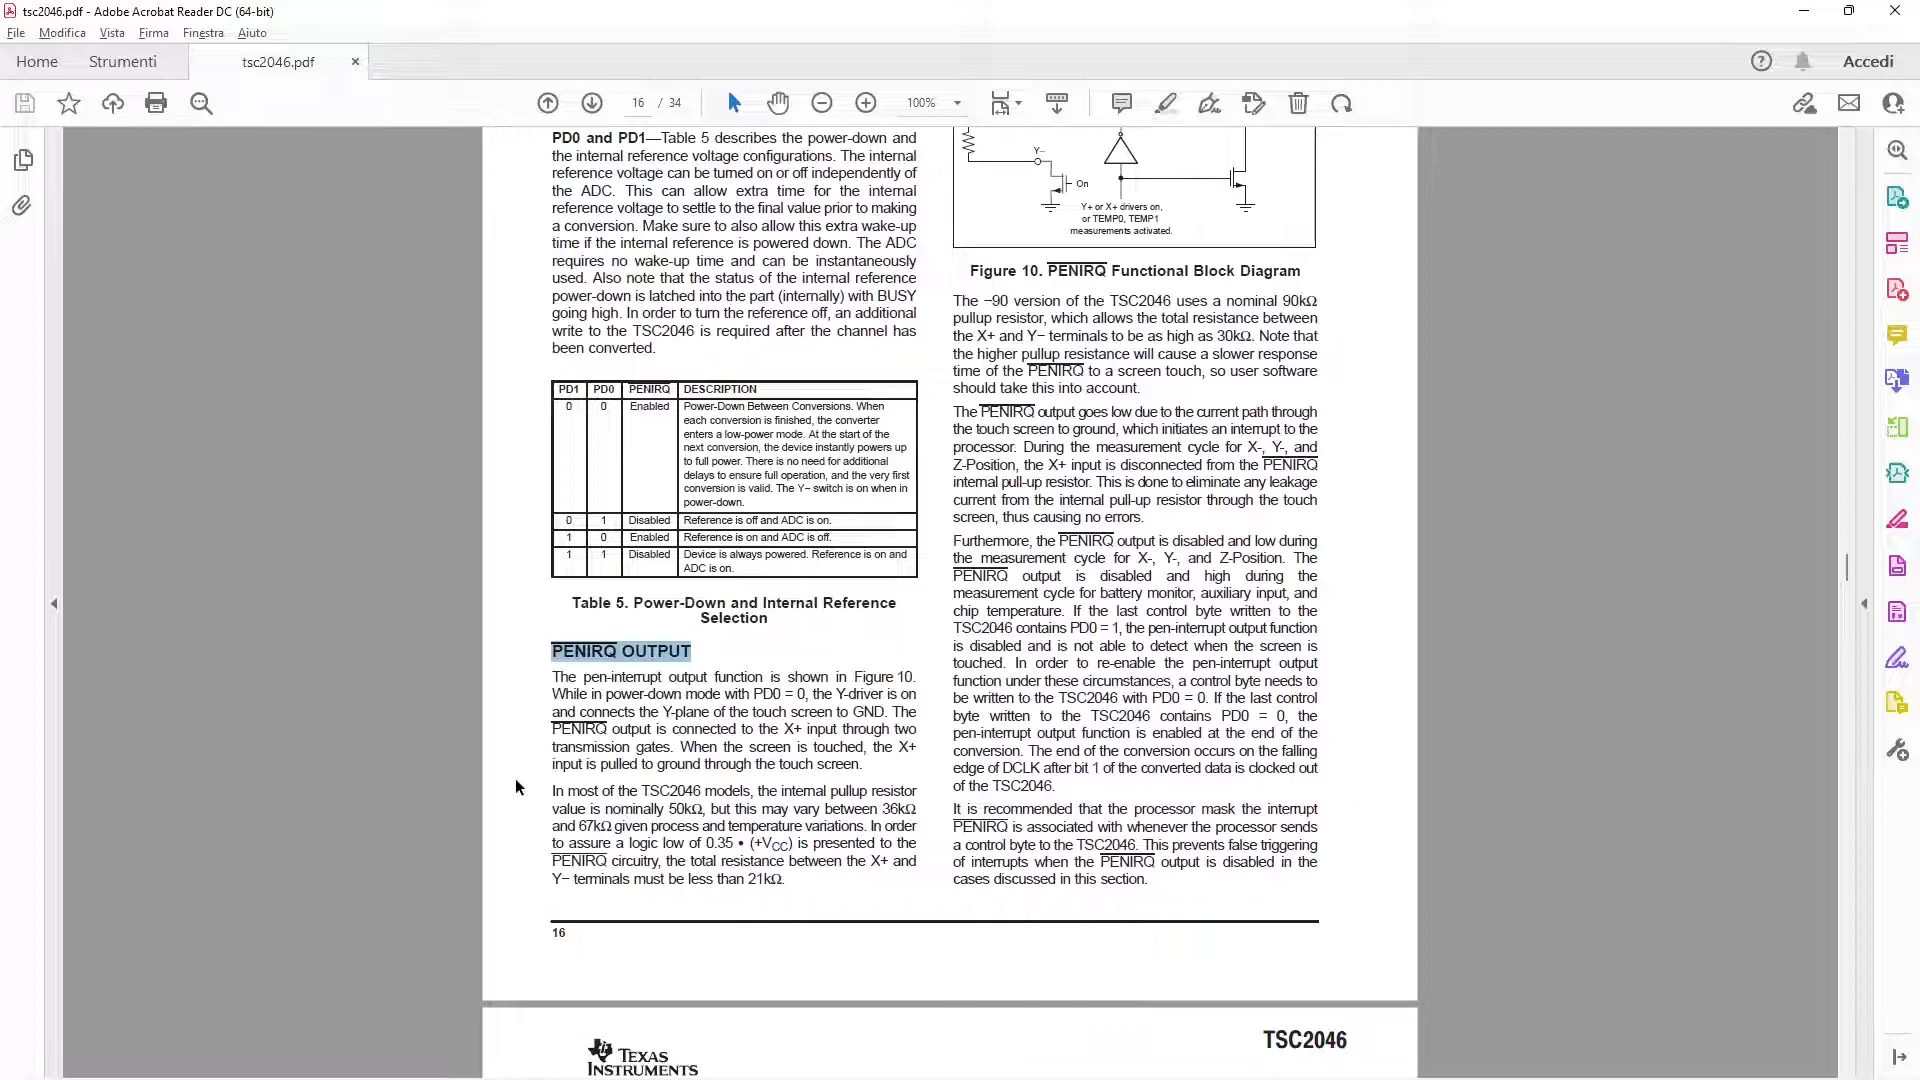 tsc2046.pdf - Adobe Acrobat Reader DC (64-bit)
File Modifica Vista Firma Finestra Aiuto
Home Strumenti tsc2046.pdf Accedi
16 / 34 100%
PD0 and PD1—Table 5 describes the power-down and
the internal reference voltage configurations. The internal
reference voltage can be turned on or off independently of
the ADC. This can allow extra time for the internal
reference voltage to settle to the final value prior to making
a conversion. Make sure to also allow this extra wake-up
time if the internal reference is powered down. The ADC
requires no wake-up time and can be instantaneously
used. Also note that the status of the internal reference
power-down is latched into the part (internally) with BUSY
going high. In order to turn the reference off, an additional
write to the TSC2046 is required after the channel has
been converted.
PD1 PD0 PENIRQ DESCRIPTION
0 0 Enabled Power-Down Between Conversions. When
each conversion is finished, the converter
enters a low-power mode. At the start of the
next conversion, the device instantly powers up
to full power. There is no need for additional
delays to ensure full operation, and the very first
conversion is valid. The Y− switch is on when in
power-down.
0 1 Disabled Reference is off and ADC is on.
1 0 Enabled Reference is on and ADC is off.
1 1 Disabled Device is always powered. Reference is on and
ADC is on.
Table 5. Power-Down and Internal Reference
Selection
PENIRQ OUTPUT
The pen-interrupt output function is shown in Figure 10.
While in power-down mode with PD0 = 0, the Y-driver is on
and connects the Y-plane of the touch screen to GND. The
PENIRQ output is connected to the X+ input through two
transmission gates. When the screen is touched, the X+
input is pulled to ground through the touch screen.
In most of the TSC2046 models, the internal pullup resistor
value is nominally 50kΩ, but this may vary between 36kΩ
and 67kΩ given process and temperature variations. In order
to assure a logic low of 0.35 • (+VCC) is presented to the
PENIRQ circuitry, the total resistance between the X+ and
Y− terminals must be less than 21kΩ.
Y−
On
Y+ or X+ drivers on,
or TEMP0, TEMP1
measurements activated.
Figure 10. PENIRQ Functional Block Diagram
The −90 version of the TSC2046 uses a nominal 90kΩ
pullup resistor, which allows the total resistance between
the X+ and Y− terminals to be as high as 30kΩ. Note that
the higher pullup resistance will cause a slower response
time of the PENIRQ to a screen touch, so user software
should take this into account.
The PENIRQ output goes low due to the current path through
the touch screen to ground, which initiates an interrupt to the
processor. During the measurement cycle for X-, Y-, and
Z-Position, the X+ input is disconnected from the PENIRQ
internal pull-up resistor. This is done to eliminate any leakage
current from the internal pull-up resistor through the touch
screen, thus causing no errors.
Furthermore, the PENIRQ output is disabled and low during
the measurement cycle for X-, Y-, and Z-Position. The
PENIRQ output is disabled and high during the
measurement cycle for battery monitor, auxiliary input, and
chip temperature. If the last control byte written to the
TSC2046 contains PD0 = 1, the pen-interrupt output function
is disabled and is not able to detect when the screen is
touched. In order to re-enable the pen-interrupt output
function under these circumstances, a control byte needs to
be written to the TSC2046 with PD0 = 0. If the last control
byte written to the TSC2046 contains PD0 = 0, the
pen-interrupt output function is enabled at the end of the
conversion. The end of the conversion occurs on the falling
edge of DCLK after bit 1 of the converted data is clocked out
of the TSC2046.
It is recommended that the processor mask the interrupt
PENIRQ is associated with whenever the processor sends
a control byte to the TSC2046. This prevents false triggering
of interrupts when the PENIRQ output is disabled in the
cases discussed in this section.
16
TEXAS
INSTRUMENTS
TSC2046